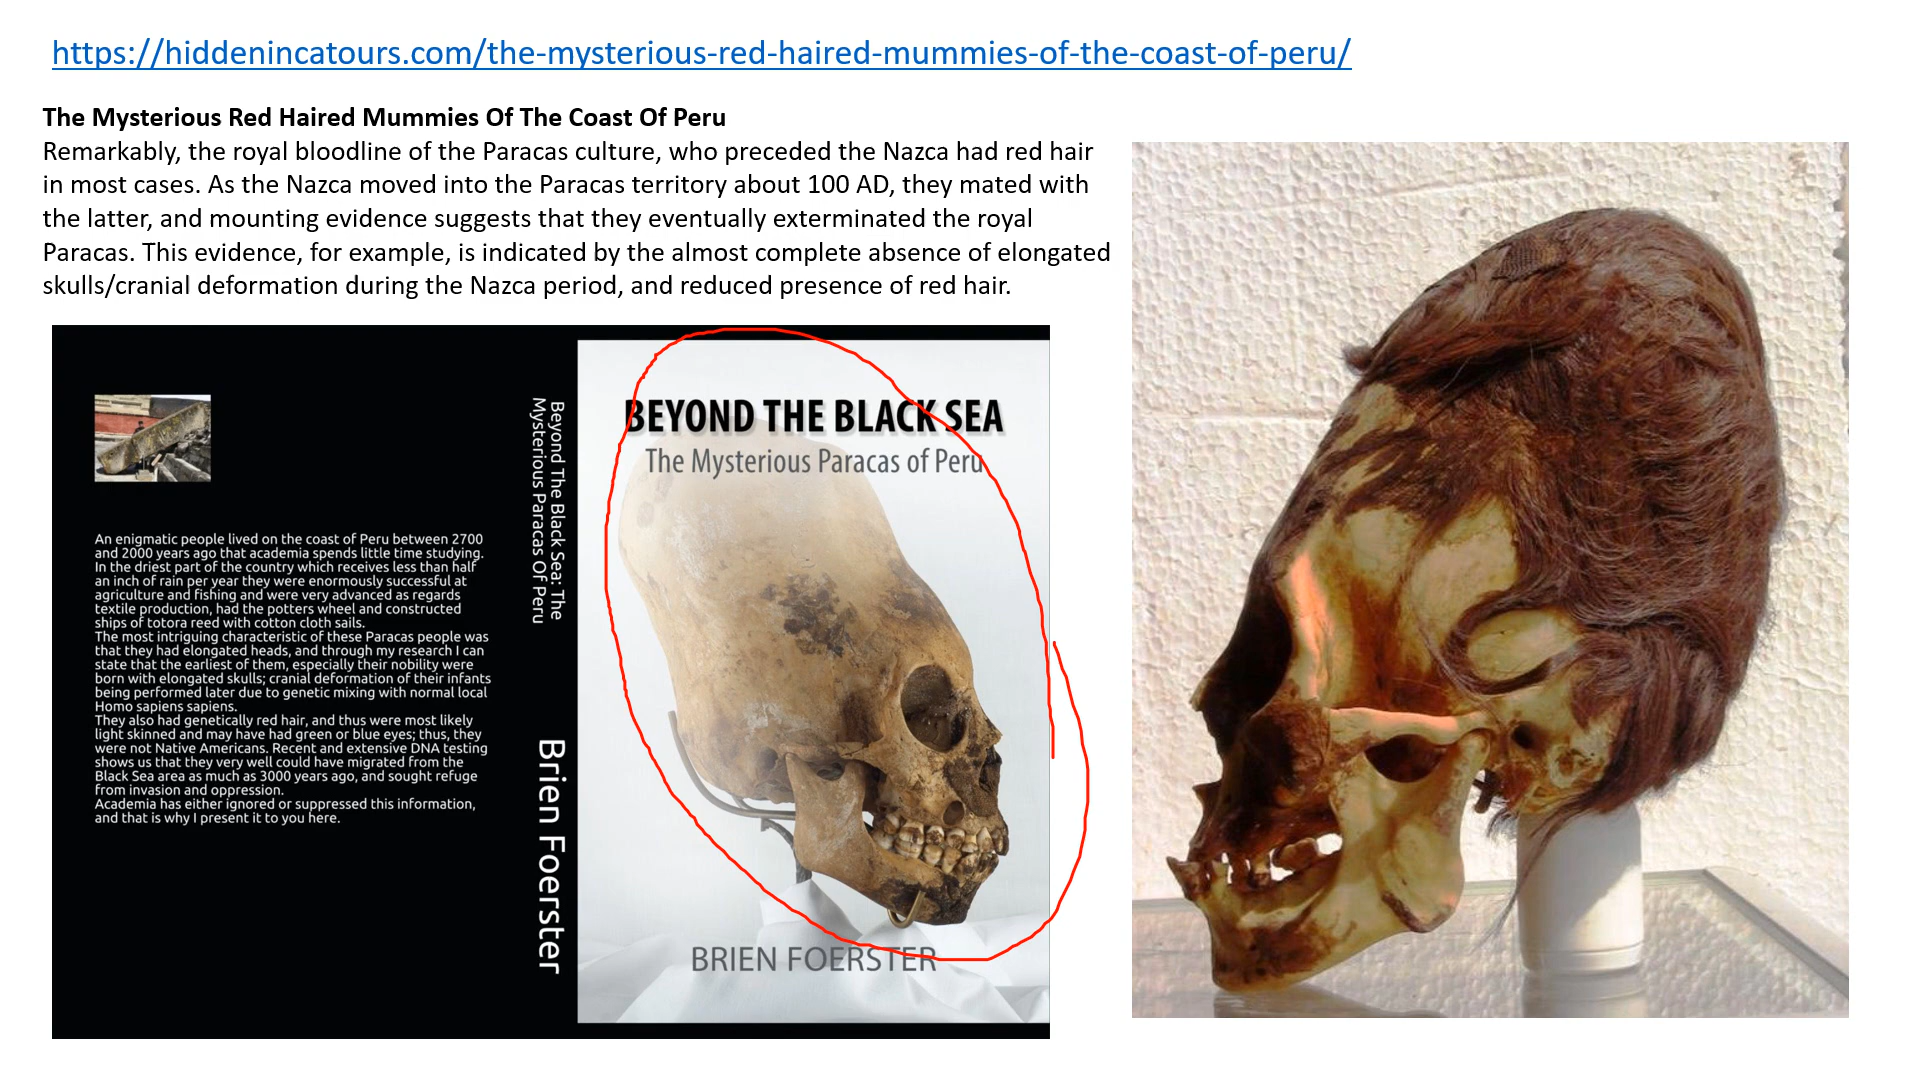 https://hiddenincatours.com/the-mysterious-red-haired-mummies-of-the-coast-of-peru/
The Mysterious Red Haired Mummies Of The Coast Of Peru
Remarkably, the royal bloodline of the Paracas culture, who preceded the Nazca had red hair
in most cases. As the Nazca moved into the Paracas territory about 100 AD, they mated with
the latter, and mounting evidence suggests that they eventually exterminated the royal
Paracas. This evidence, for example, is indicated by the almost complete absence of elongated
skulls/cranial deformation during the Nazca period, and reduced presence of red hair.
An enigmatic people lived on the coast of Peru between 2700
and 2000 years ago that academia spends little time studying.
In the driest part of the country which receives less than half
an inch of rain per year they were enormously successful at
agriculture and fishing and were very advanced as regards
textile production, had the potters wheel and constructed
ships of totora reed with cotton cloth sails.
The most intriguing characteristic of these Paracas people was
that they had elongated heads, and through my research I can
state that the earliest of them, especially their nobility were
born with elongated skulls; cranial deformation of their infants
being performed later due to genetic mixing with normal local
Homo sapiens sapiens.
They also had genetically red hair, and thus were most likely
light skinned and may have had green or blue eyes; thus, they
were not Native Americans. Recent and extensive DNA testing
shows us that they very well could have migrated from the
Black Sea area as much as 3000 years ago, and sought refuge
from invasion and oppression.
Academia has either ignored or suppressed this information,
and that is why I present it to you here.
Beyond The Black Sea: The
Mysterious Paracas Of Peru
Brien Foerster
BEYOND THE BLACK SEA
The Mysterious Paracas of Peru
BRIEN FOERSTER